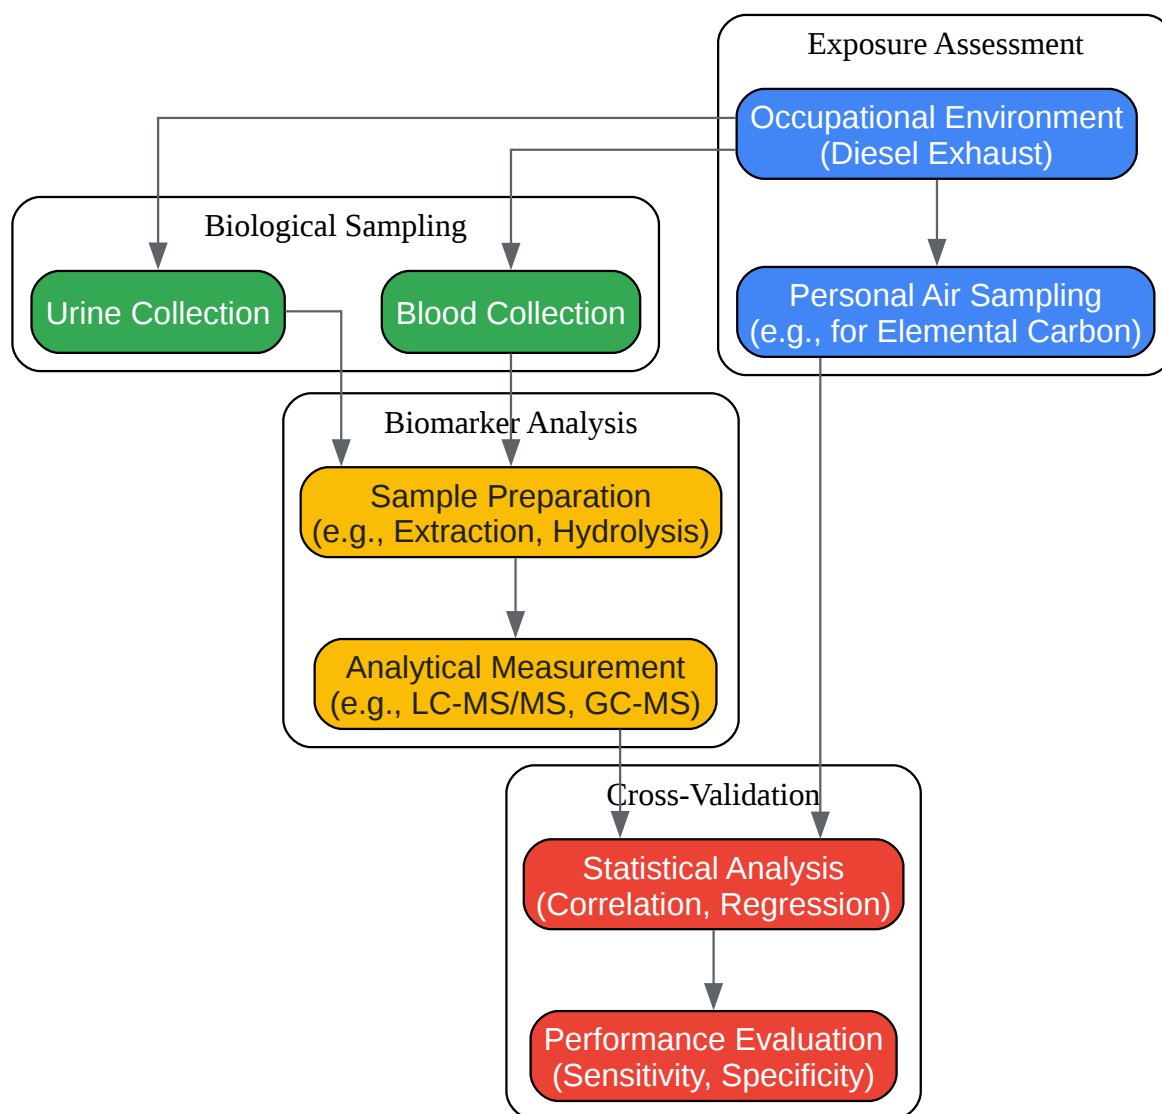 Exposure Assessment
Occupational Environment
(Diesel Exhaust)
Personal Air Sampling
(e.g., for Elemental Carbon)
Biological Sampling
Urine Collection
Blood Collection
Biomarker Analysis
Sample Preparation
(e.g., Extraction, Hydrolysis)
Analytical Measurement
(e.g., LC-MS/MS, GC-MS)
Cross-Validation
Statistical Analysis
(Correlation, Regression)
Performance Evaluation
(Sensitivity, Specificity)